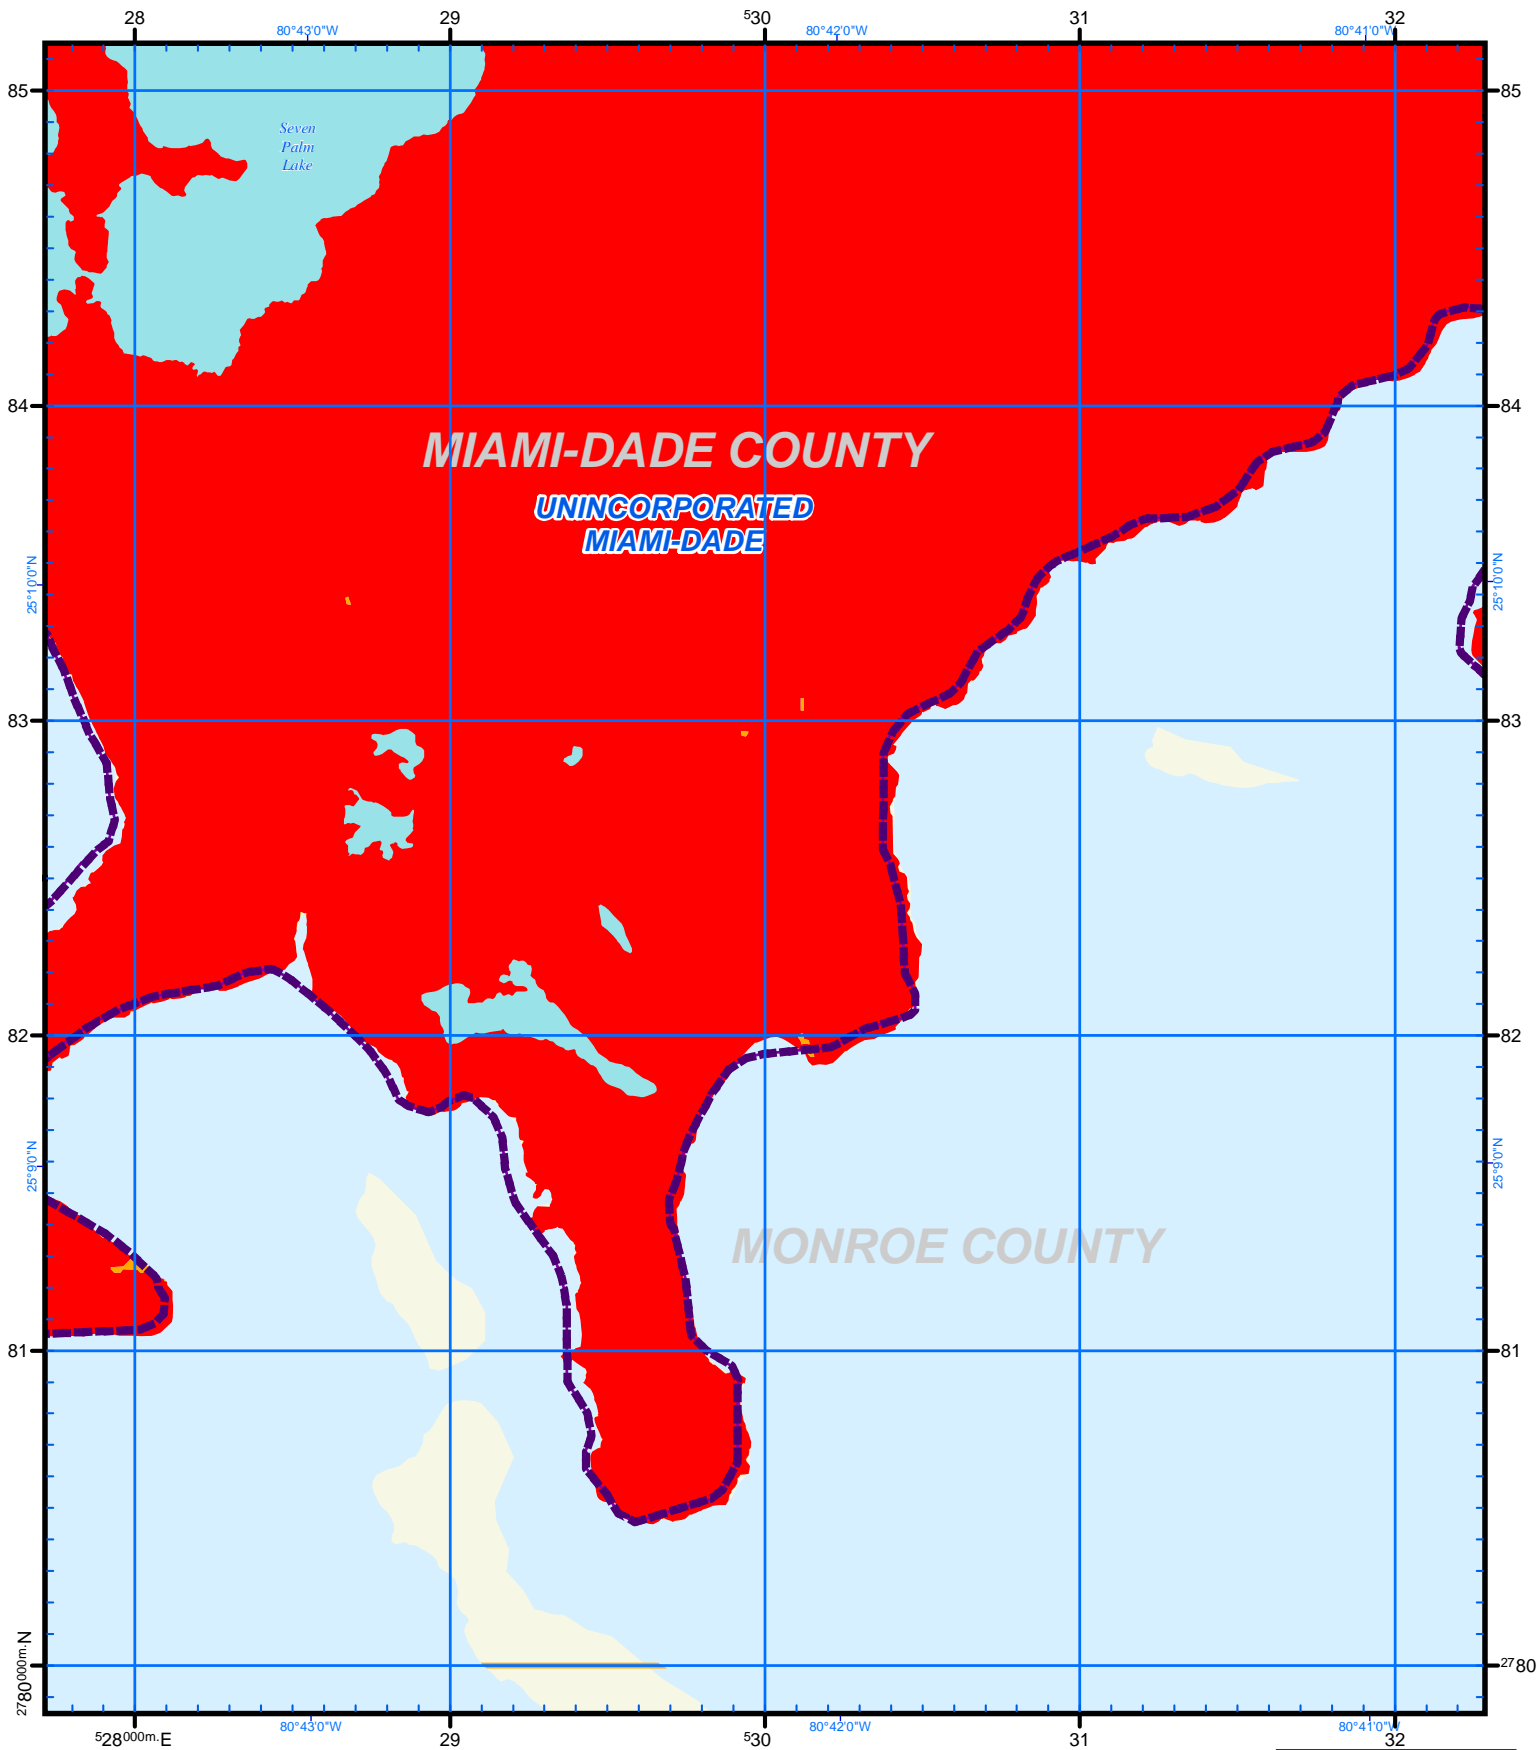 28 29 530 31 32
80°43'0"W 80°42'0"W 80°41'0"W
85 85
Seven
Palm
Lake
84 84
MIAMI-DADE COUNTY
UNINCORPORATED
MIAMI-DADE
25°10'0"N 25°10'0"N
83 83
82 82
25°9'0"N 25°9'0"N
MONROE COUNTY
81 81
2780000m.N 2780
80°43'0"W 80°42'0"W 80°41'0"W
528000m.E 29 530 31 32